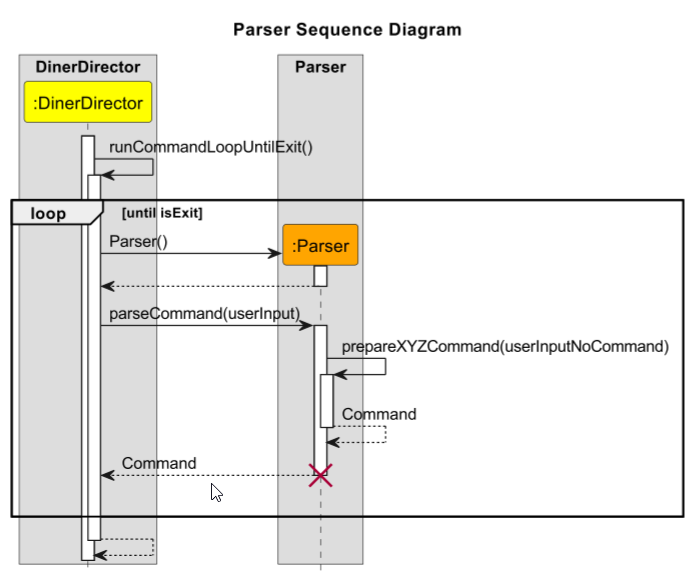 Parser Sequence Diagram
DinerDirector
Parser
:DinerDirector
runCommandLoopUntilExit()
loop
[until isExit]
Parser()
:Parser
parseCommand(userInput)
prepareXYZCommand(userInputNoCommand)
Command
Command